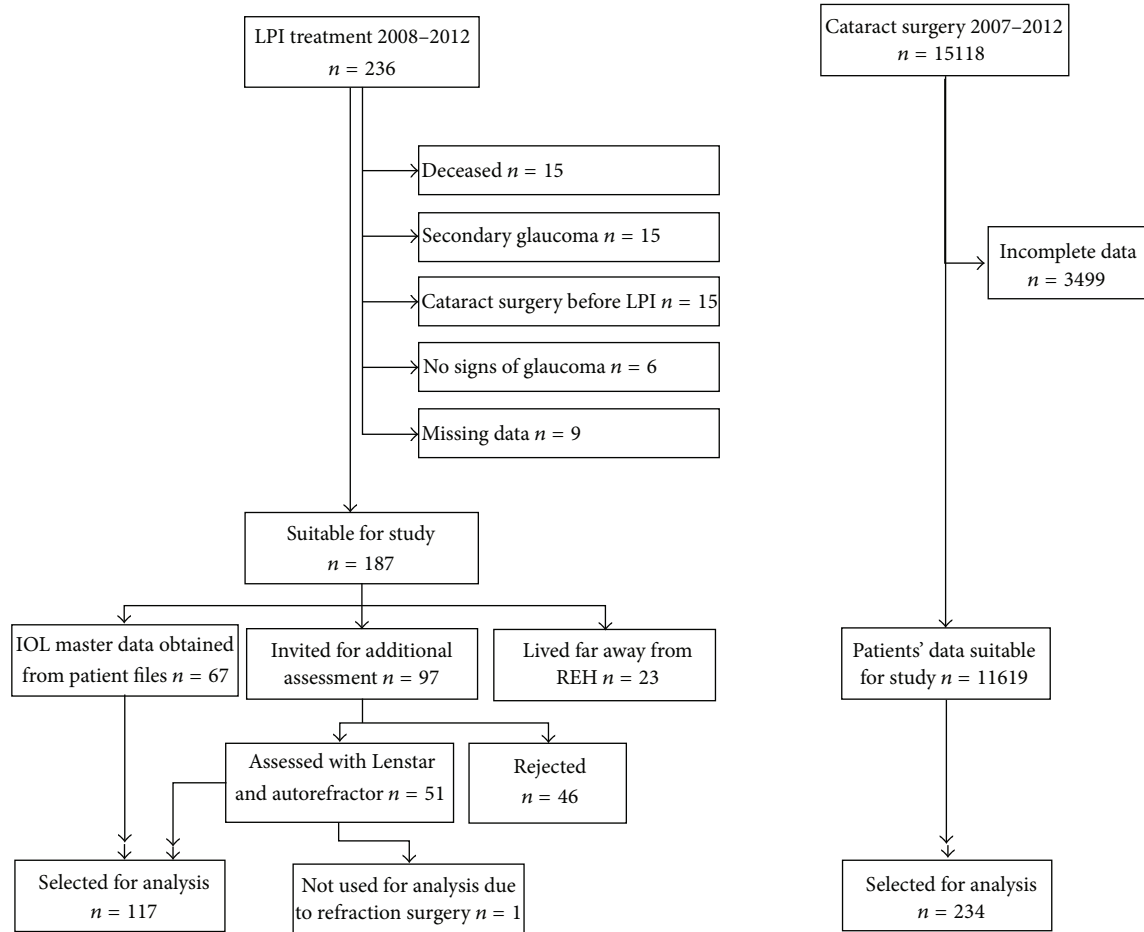 LPI treatment 2008–2012
n = 236
Cataract surgery 2007–2012
n = 15118
Deceased n = 15
Secondary glaucoma n = 15
Cataract surgery before LPI n = 15
No signs of glaucoma n = 6
Missing data n = 9
Incomplete data
n = 3499
Suitable for study
n = 187
IOL master data obtained
from patient files n = 67
Invited for additional
assessment n = 97
Lived far away from
REH n = 23
Patients’ data suitable
for study n = 11619
Assessed with Lenstar
and autorefractor n = 51
Rejected
n = 46
Selected for analysis
n = 117
Not used for analysis due
to refraction surgery n = 1
Selected for analysis
n = 234